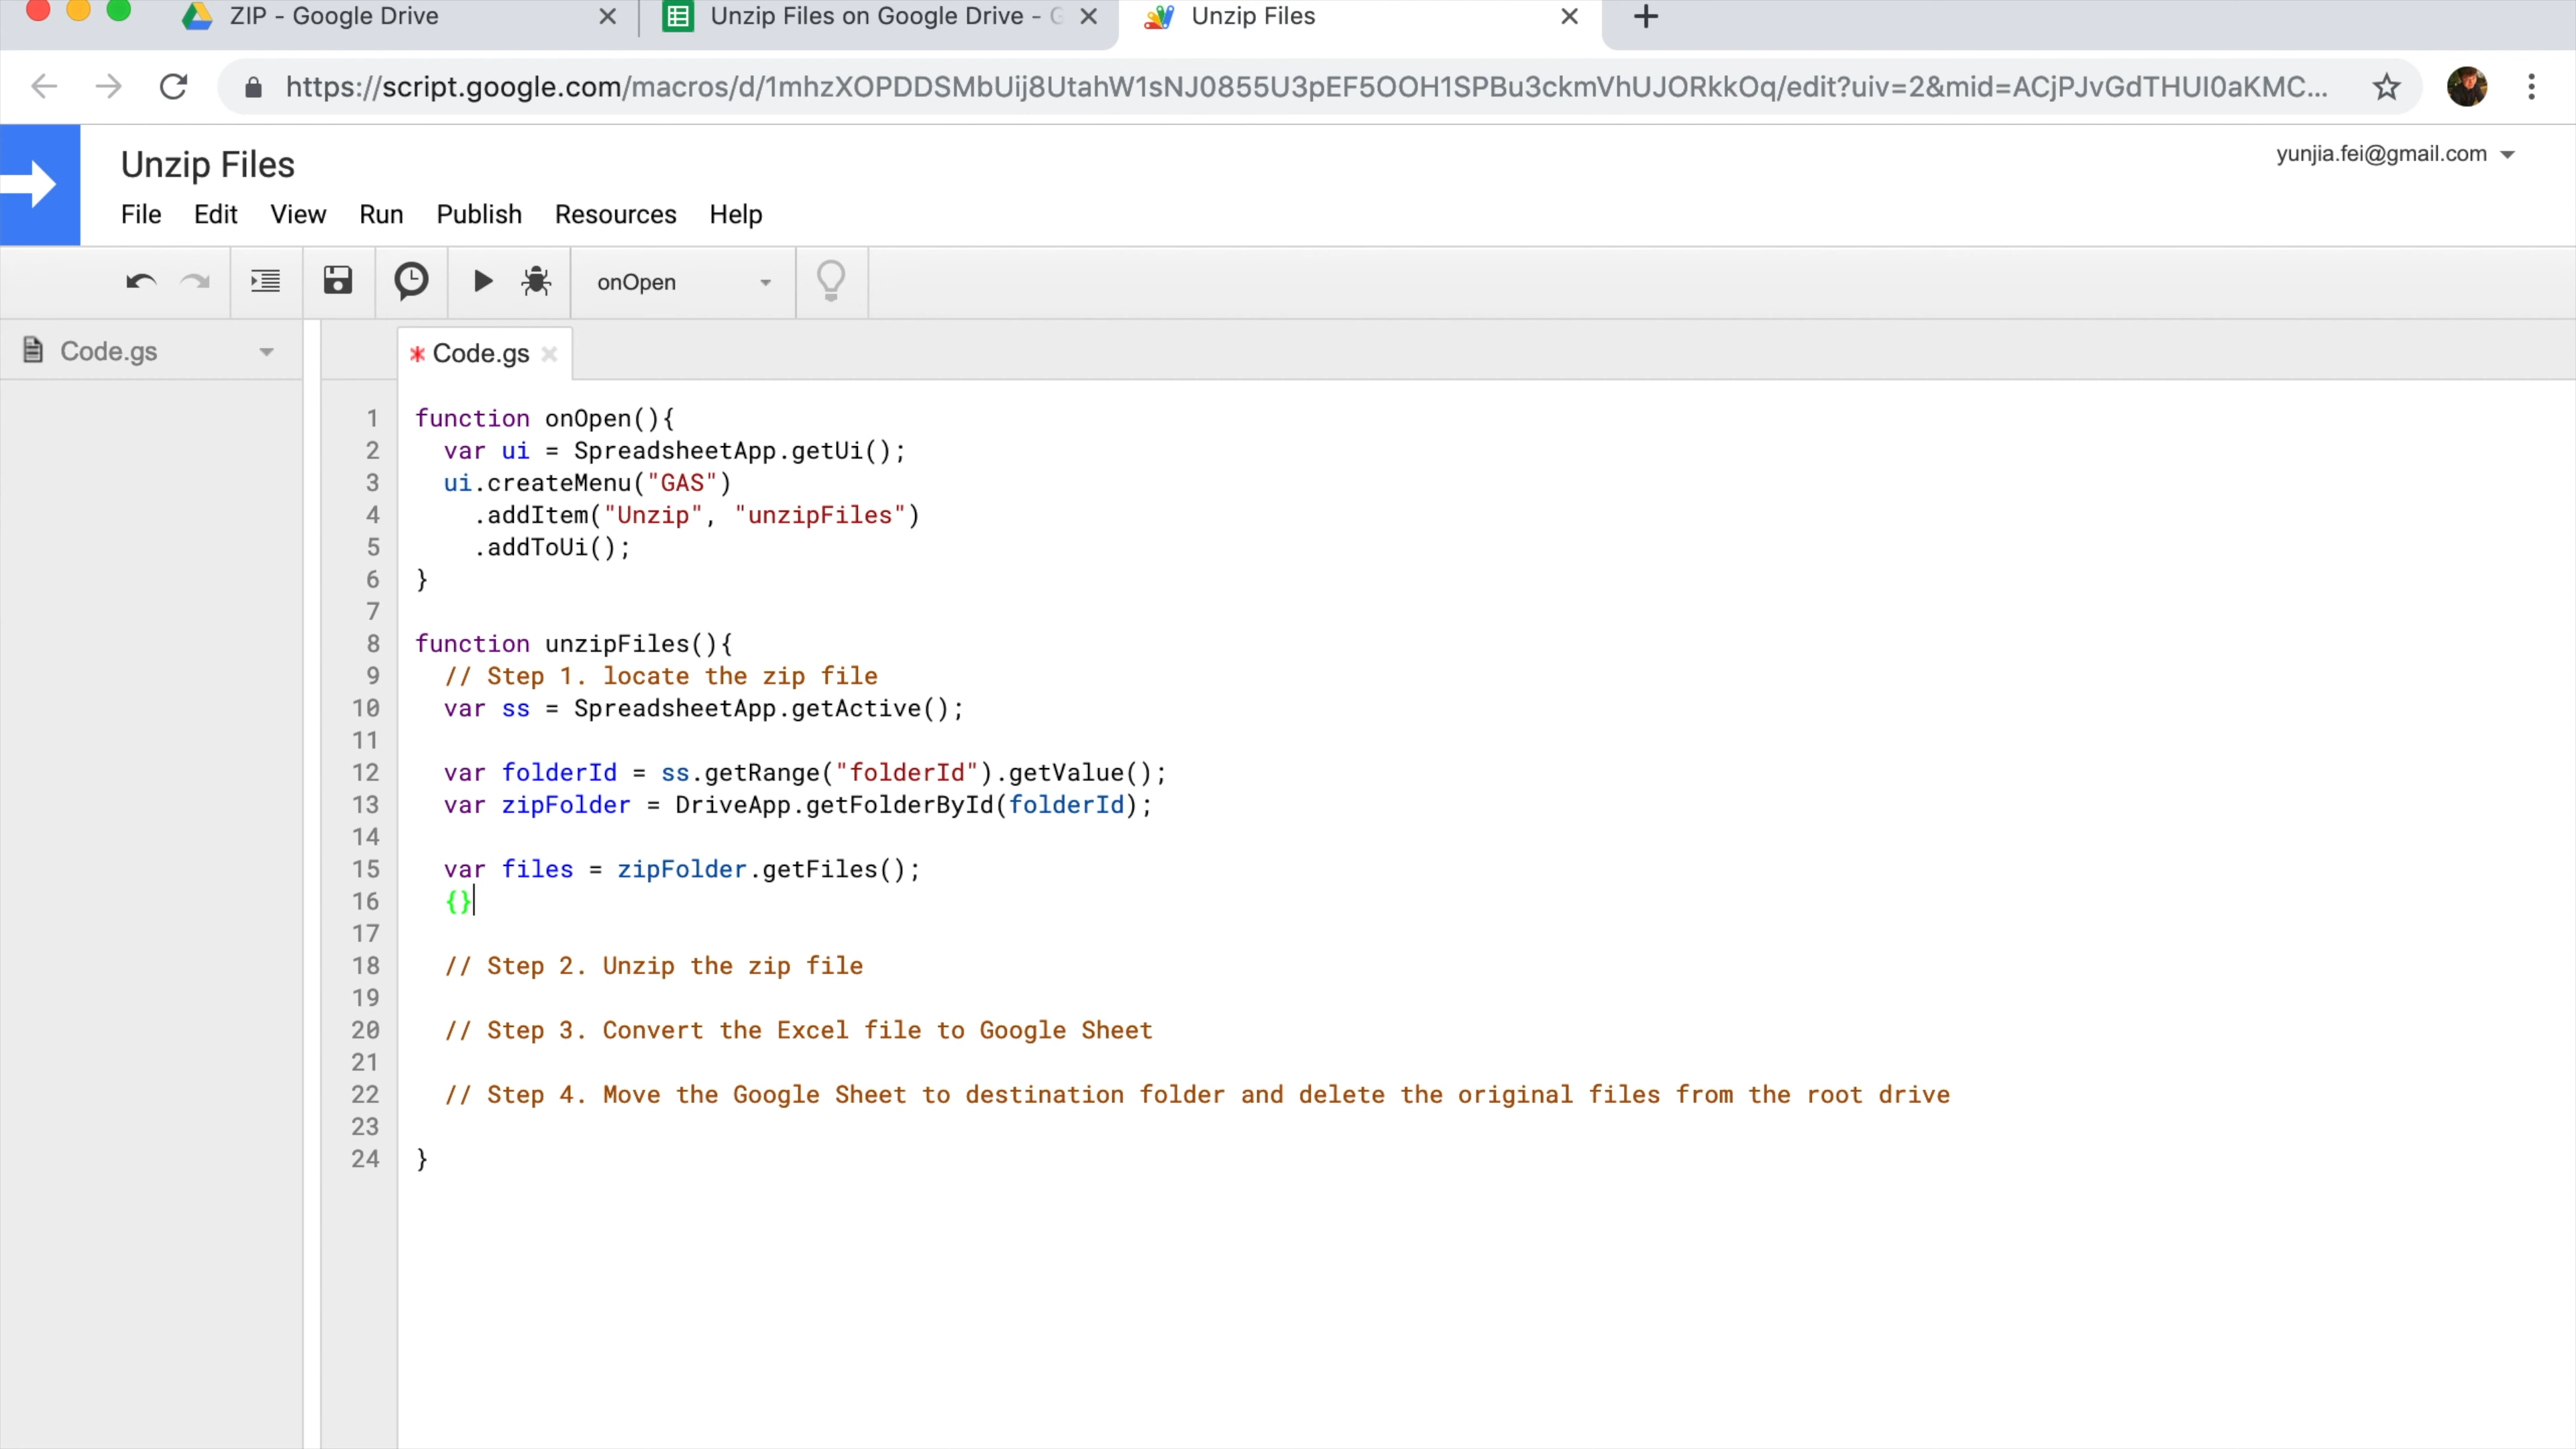 ZIP - Google Drive
Unzip Files on Google Drive - G
Unzip Files
https://script.google.com/macros/d/1mhzXOPDDSMbUij8UtahW1sNJ0855U3pEF5OOH1SPBu3ckmVhUJORkkOq/edit?uiv=2&mid=ACjPJvGdTHUI0aKMC...
Unzip Files
yunjia.fei@gmail.com
File Edit View Run Publish Resources Help
onOpen
Code.gs
* Code.gs
1 function onOpen(){
2 var ui = SpreadsheetApp.getUi();
3 ui.createMenu("GAS")
4 .addItem("Unzip", "unzipFiles")
5 .addToUi();
6 }
7
8 function unzipFiles(){
9 // Step 1. locate the zip file
10 var ss = SpreadsheetApp.getActive();
11
12 var folderId = ss.getRange("folderId").getValue();
13 var zipFolder = DriveApp.getFolderById(folderId);
14
15 var files = zipFolder.getFiles();
16 {}
17
18 // Step 2. Unzip the zip file
19
20 // Step 3. Convert the Excel file to Google Sheet
21
22 // Step 4. Move the Google Sheet to destination folder and delete the original files from the root drive
23
24 }